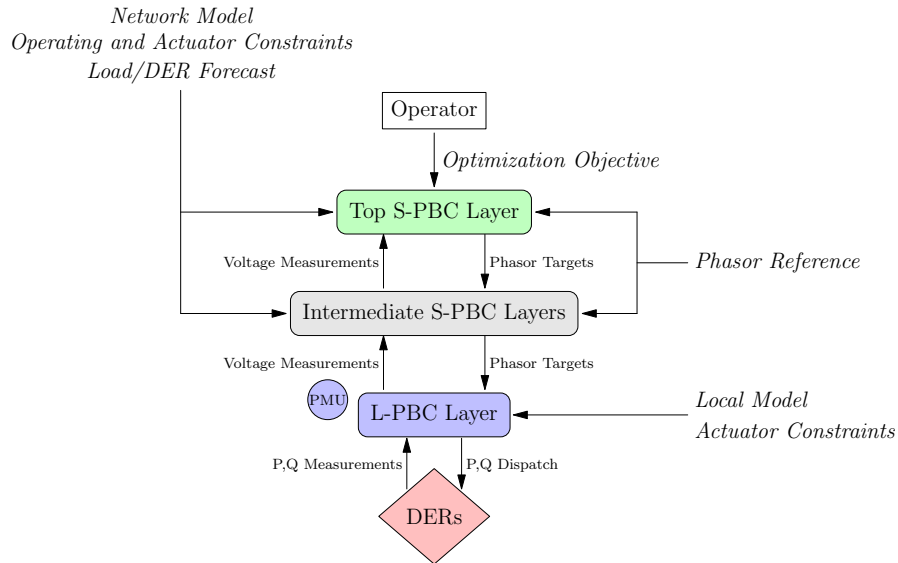 Network Model
Operating and Actuator Constraints
Load/DER Forecast
Operator
Optimization Objective
Top S-PBC Layer
Voltage Measurements
Phasor Targets
Phasor Reference
Intermediate S-PBC Layers
Voltage Measurements
Phasor Targets
PMU
L-PBC Layer
Local Model
Actuator Constraints
P,Q Measurements
P,Q Dispatch
DERs